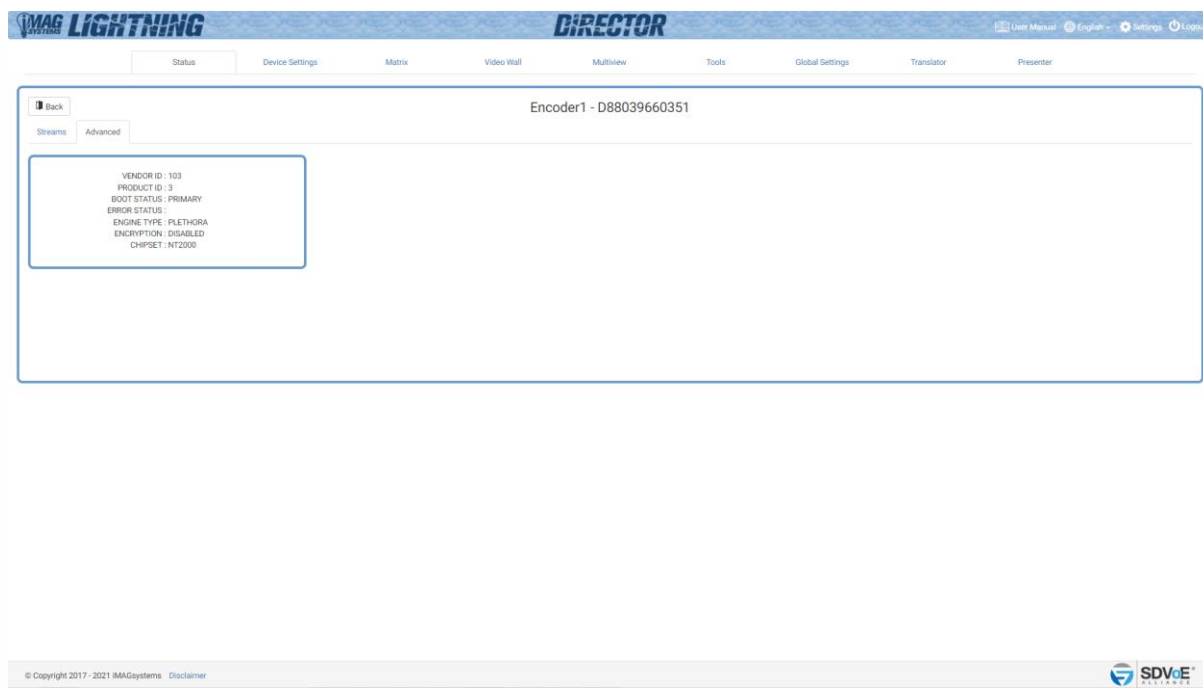 iMAG SYSTEMS LIGHTNING
DiRECTOR
User Manual English Settings Logou
Status Device Settings Matrix Video Wall Multiview Tools Global Settings Translator Presenter
Back
Encoder1 - D88039660351
Streams Advanced
VENDOR ID : 103
PRODUCT ID : 3
BOOT STATUS : PRIMARY
ERROR STATUS :
ENGINE TYPE : PLETHORA
ENCRYPTION : DISABLED
CHIPSET : NT2000
© Copyright 2017 - 2021 iMAGsystems Disclaimer
SDVoE
ALLIANCE